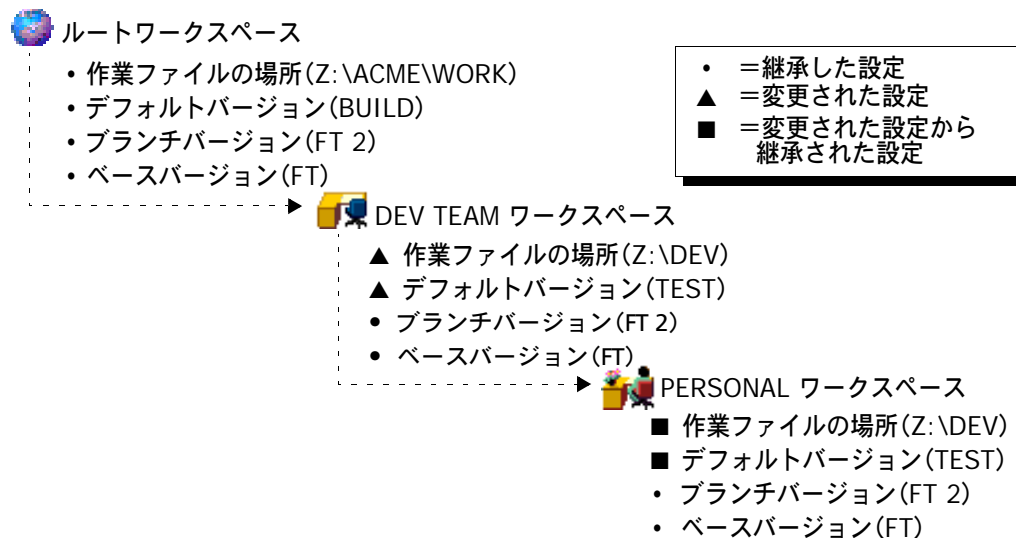 ルートワークスペース
• 作業ファイルの場所(Z:\ACME\WORK)
• デフォルトバージョン(BUILD)
• ブランチバージョン(FT 2)
• ベースバージョン(FT)
• =継承した設定
▲ =変更された設定
■ =変更された設定から
継承された設定
DEV TEAM ワークスペース
▲ 作業ファイルの場所(Z:\DEV)
▲ デフォルトバージョン(TEST)
• ブランチバージョン(FT 2)
• ベースバージョン(FT)
PERSONAL ワークスペース
■ 作業ファイルの場所(Z:\DEV)
■ デフォルトバージョン(TEST)
• ブランチバージョン(FT 2)
• ベースバージョン(FT)